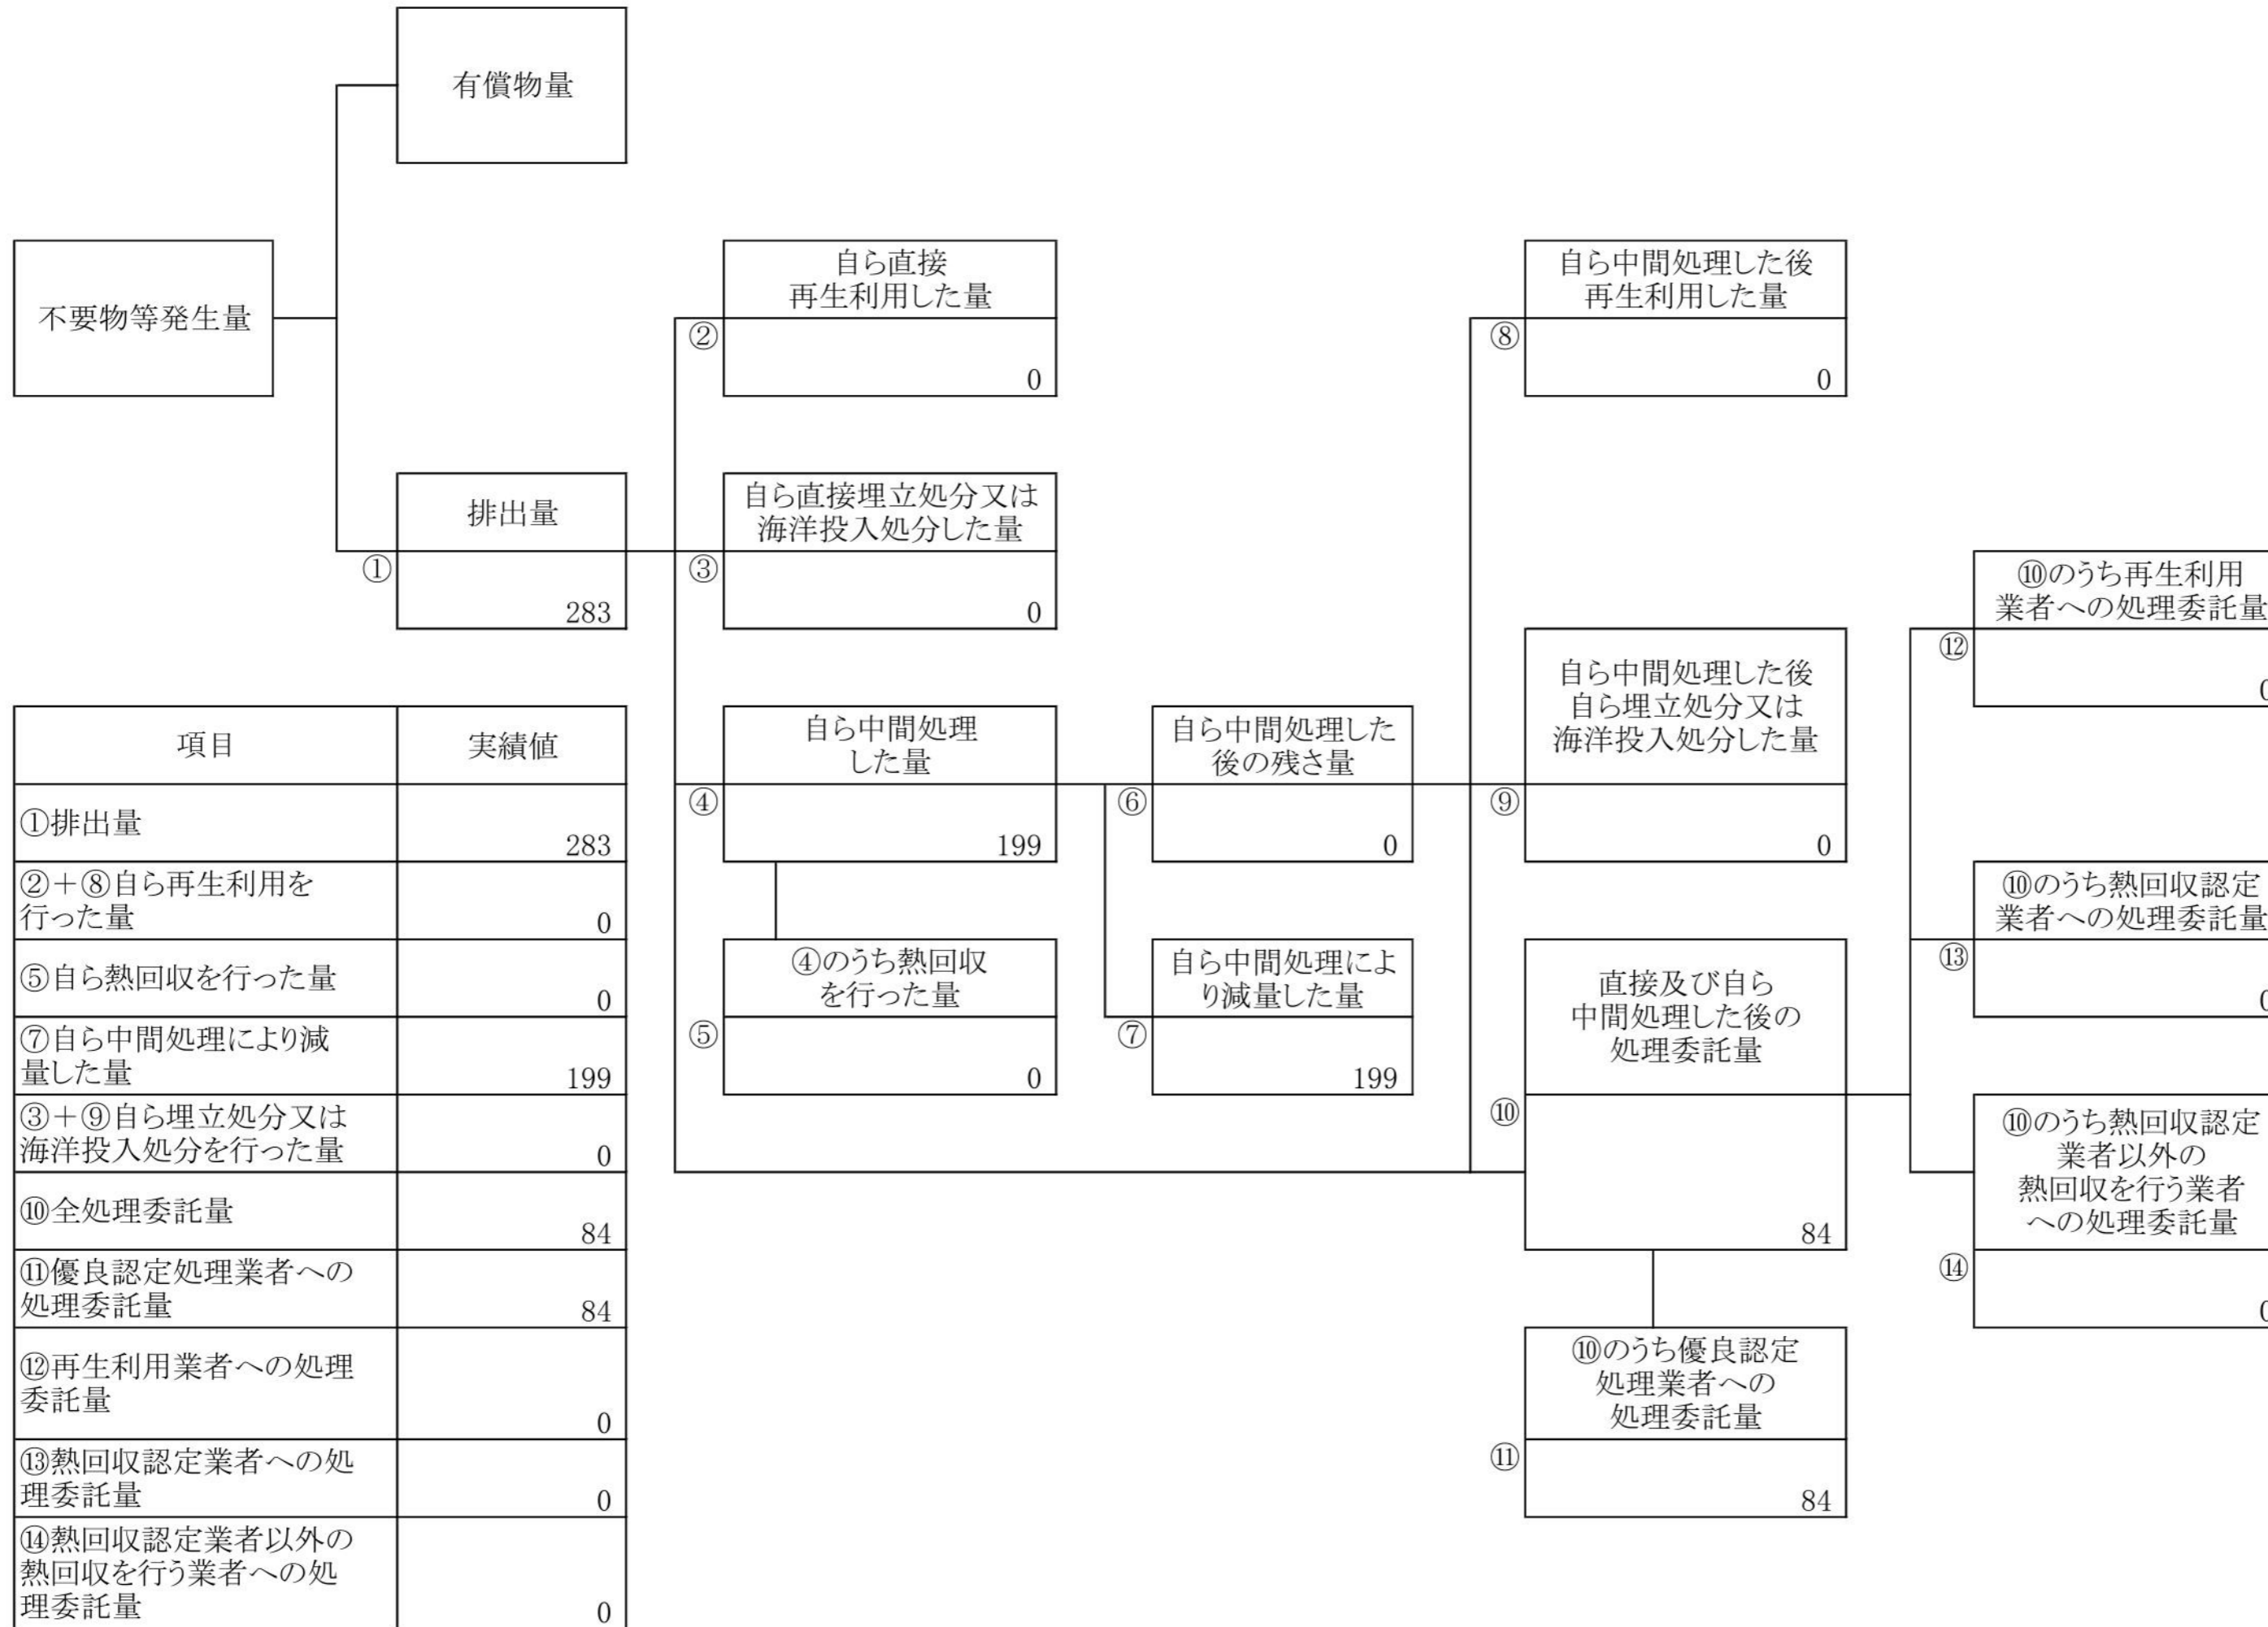 有償物量
不要物等発生量
自ら直接
再生利用した量
②
0
自ら中間処理した後
再生利用した量
⑧
0
排出量
①
283
自ら直接埋立処分又は
海洋投入処分した量
③
0
⑩のうち再生利用
業者への処理委託量
⑫
0
自ら中間処理した後
自ら埋立処分又は
海洋投入処分した量
⑨
0
自ら中間処理
した量
④
199
自ら中間処理した
後の残さ量
⑥
0
⑩のうち熱回収認定
業者への処理委託量
⑬
0
④のうち熱回収
を行った量
⑤
0
自ら中間処理によ
り減量した量
⑦
199
直接及び自ら
中間処理した後の
処理委託量
⑩
84
⑩のうち熱回収認定
業者以外の
熱回収を行う業者
への処理委託量
⑭
0
⑩のうち優良認定
処理業者への
処理委託量
⑪
84
項目 実績値
①排出量
283
②＋⑧自ら再生利用を
行った量 0
⑤自ら熱回収を行った量
0
⑦自ら中間処理により減
量した量 199
③＋⑨自ら埋立処分又は
海洋投入処分を行った量 0
⑩全処理委託量
84
⑪優良認定処理業者への
処理委託量 84
⑫再生利用業者への処理
委託量
0
⑬熱回収認定業者への処
理委託量 0
⑭熱回収認定業者以外の
熱回収を行う業者への処
理委託量 0